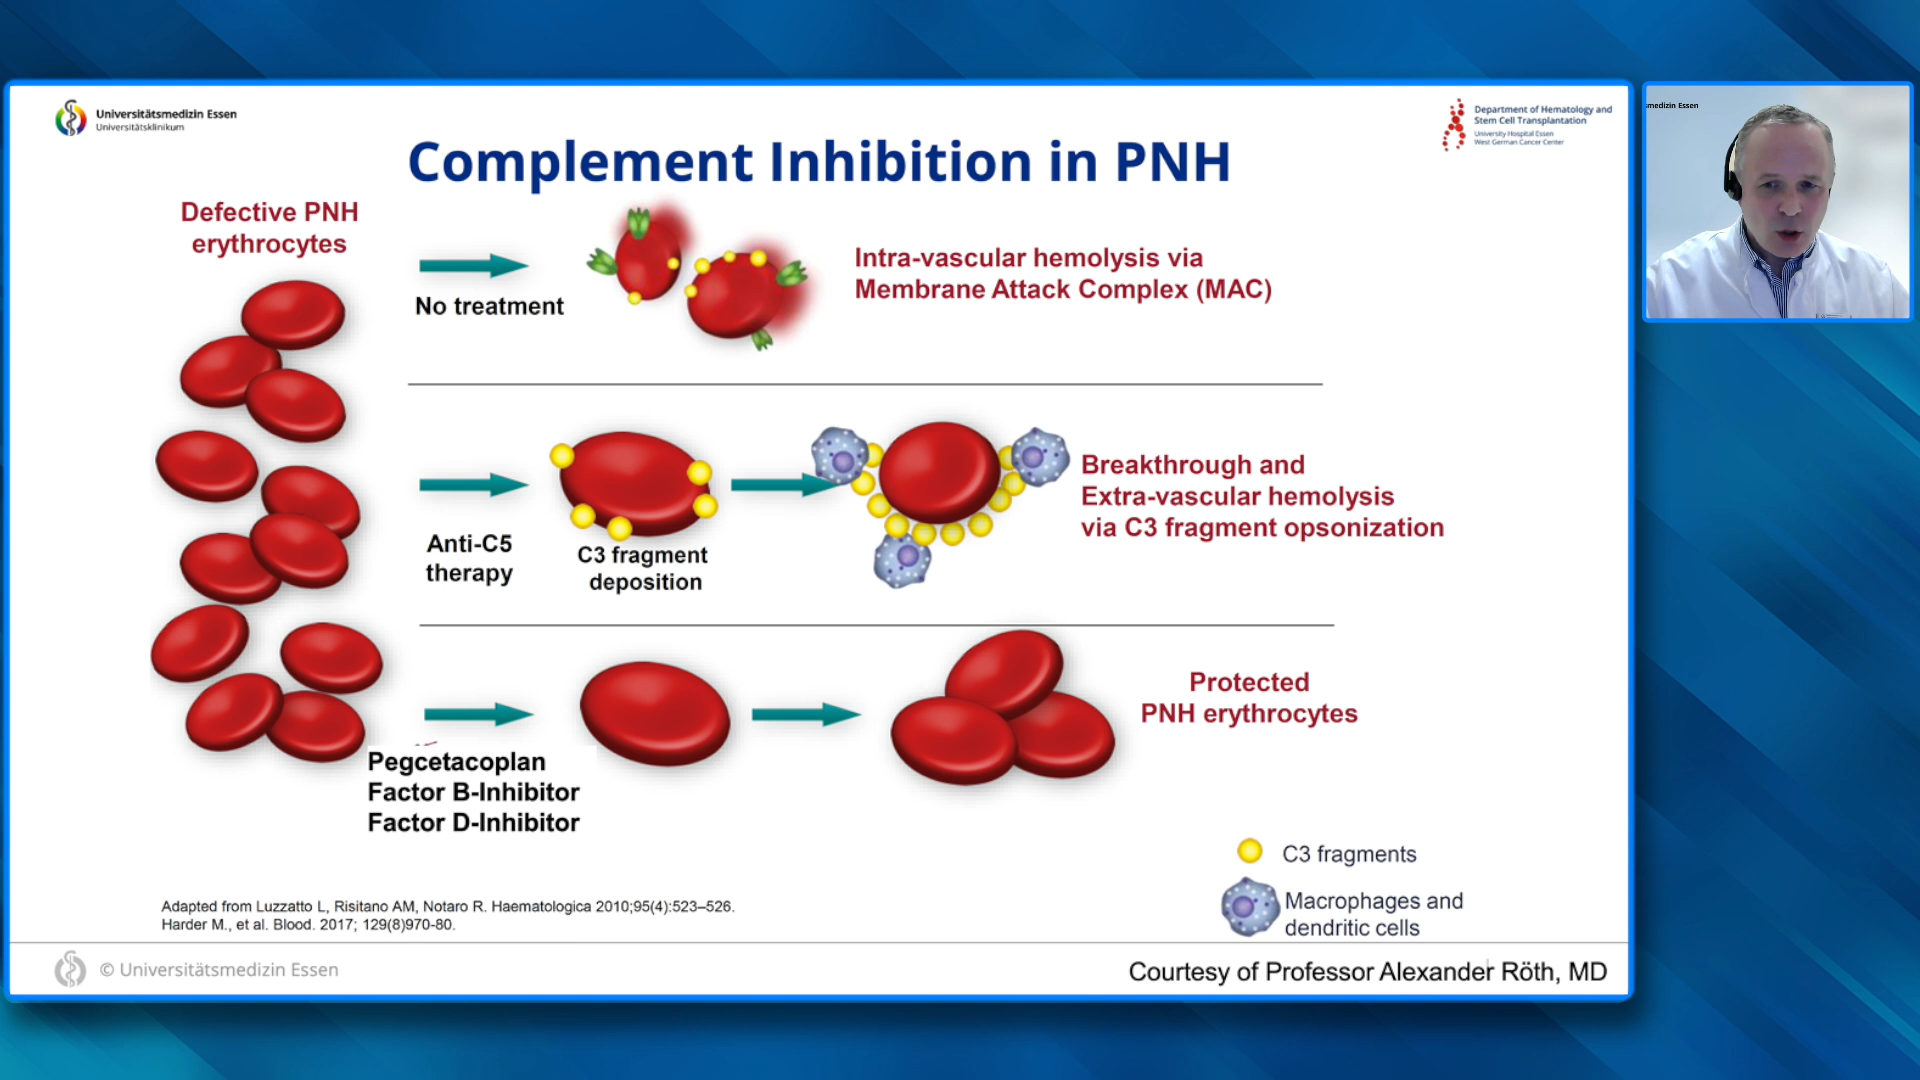 Universitätsmedizin Essen
Universitätsklinikum
Department of Hematology and
Stem Cell Transplantation
University Hospital Essen
West German Cancer Center
smedizin Essen
Complement Inhibition in PNH
Defective PNH
erythrocytes
No treatment
Intra-vascular hemolysis via
Membrane Attack Complex (MAC)
Anti-C5
therapy
C3 fragment
deposition
Breakthrough and
Extra-vascular hemolysis
via C3 fragment opsonization
Pegcetacoplan
Factor B-Inhibitor
Factor D-Inhibitor
Protected
PNH erythrocytes
C3 fragments
Macrophages and
dendritic cells
Adapted from Luzzatto L, Risitano AM, Notaro R. Haematologica 2010;95(4):523–526.
Harder M., et al. Blood. 2017; 129(8)970-80.
© Universitätsmedizin Essen
Courtesy of Professor Alexander Röth, MD